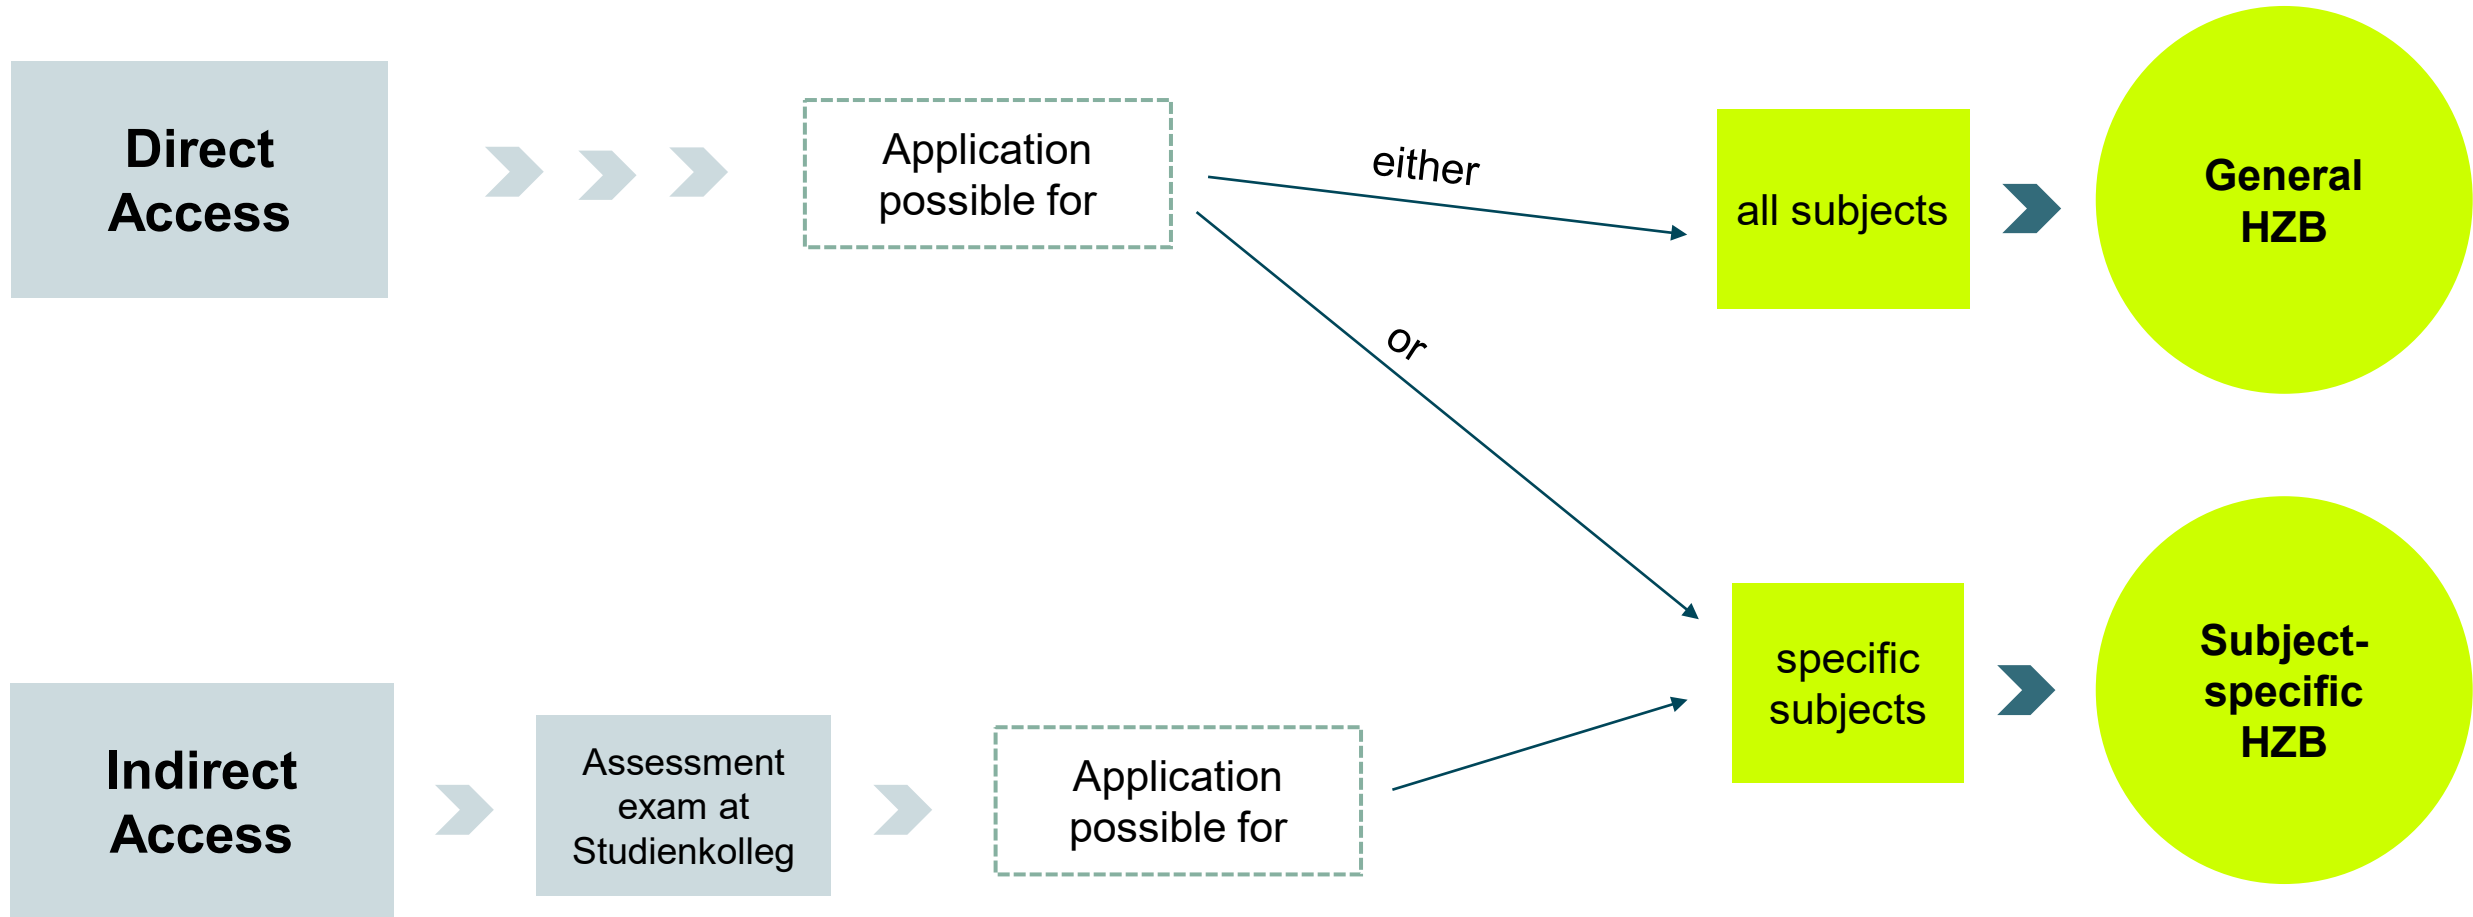 Direct
Access
Application
possible for
either
or
all subjects
General
HZB
Indirect
Access
Assessment
exam at
Studienkolleg
Application
possible for
specific
subjects
Subject-
specific
HZB